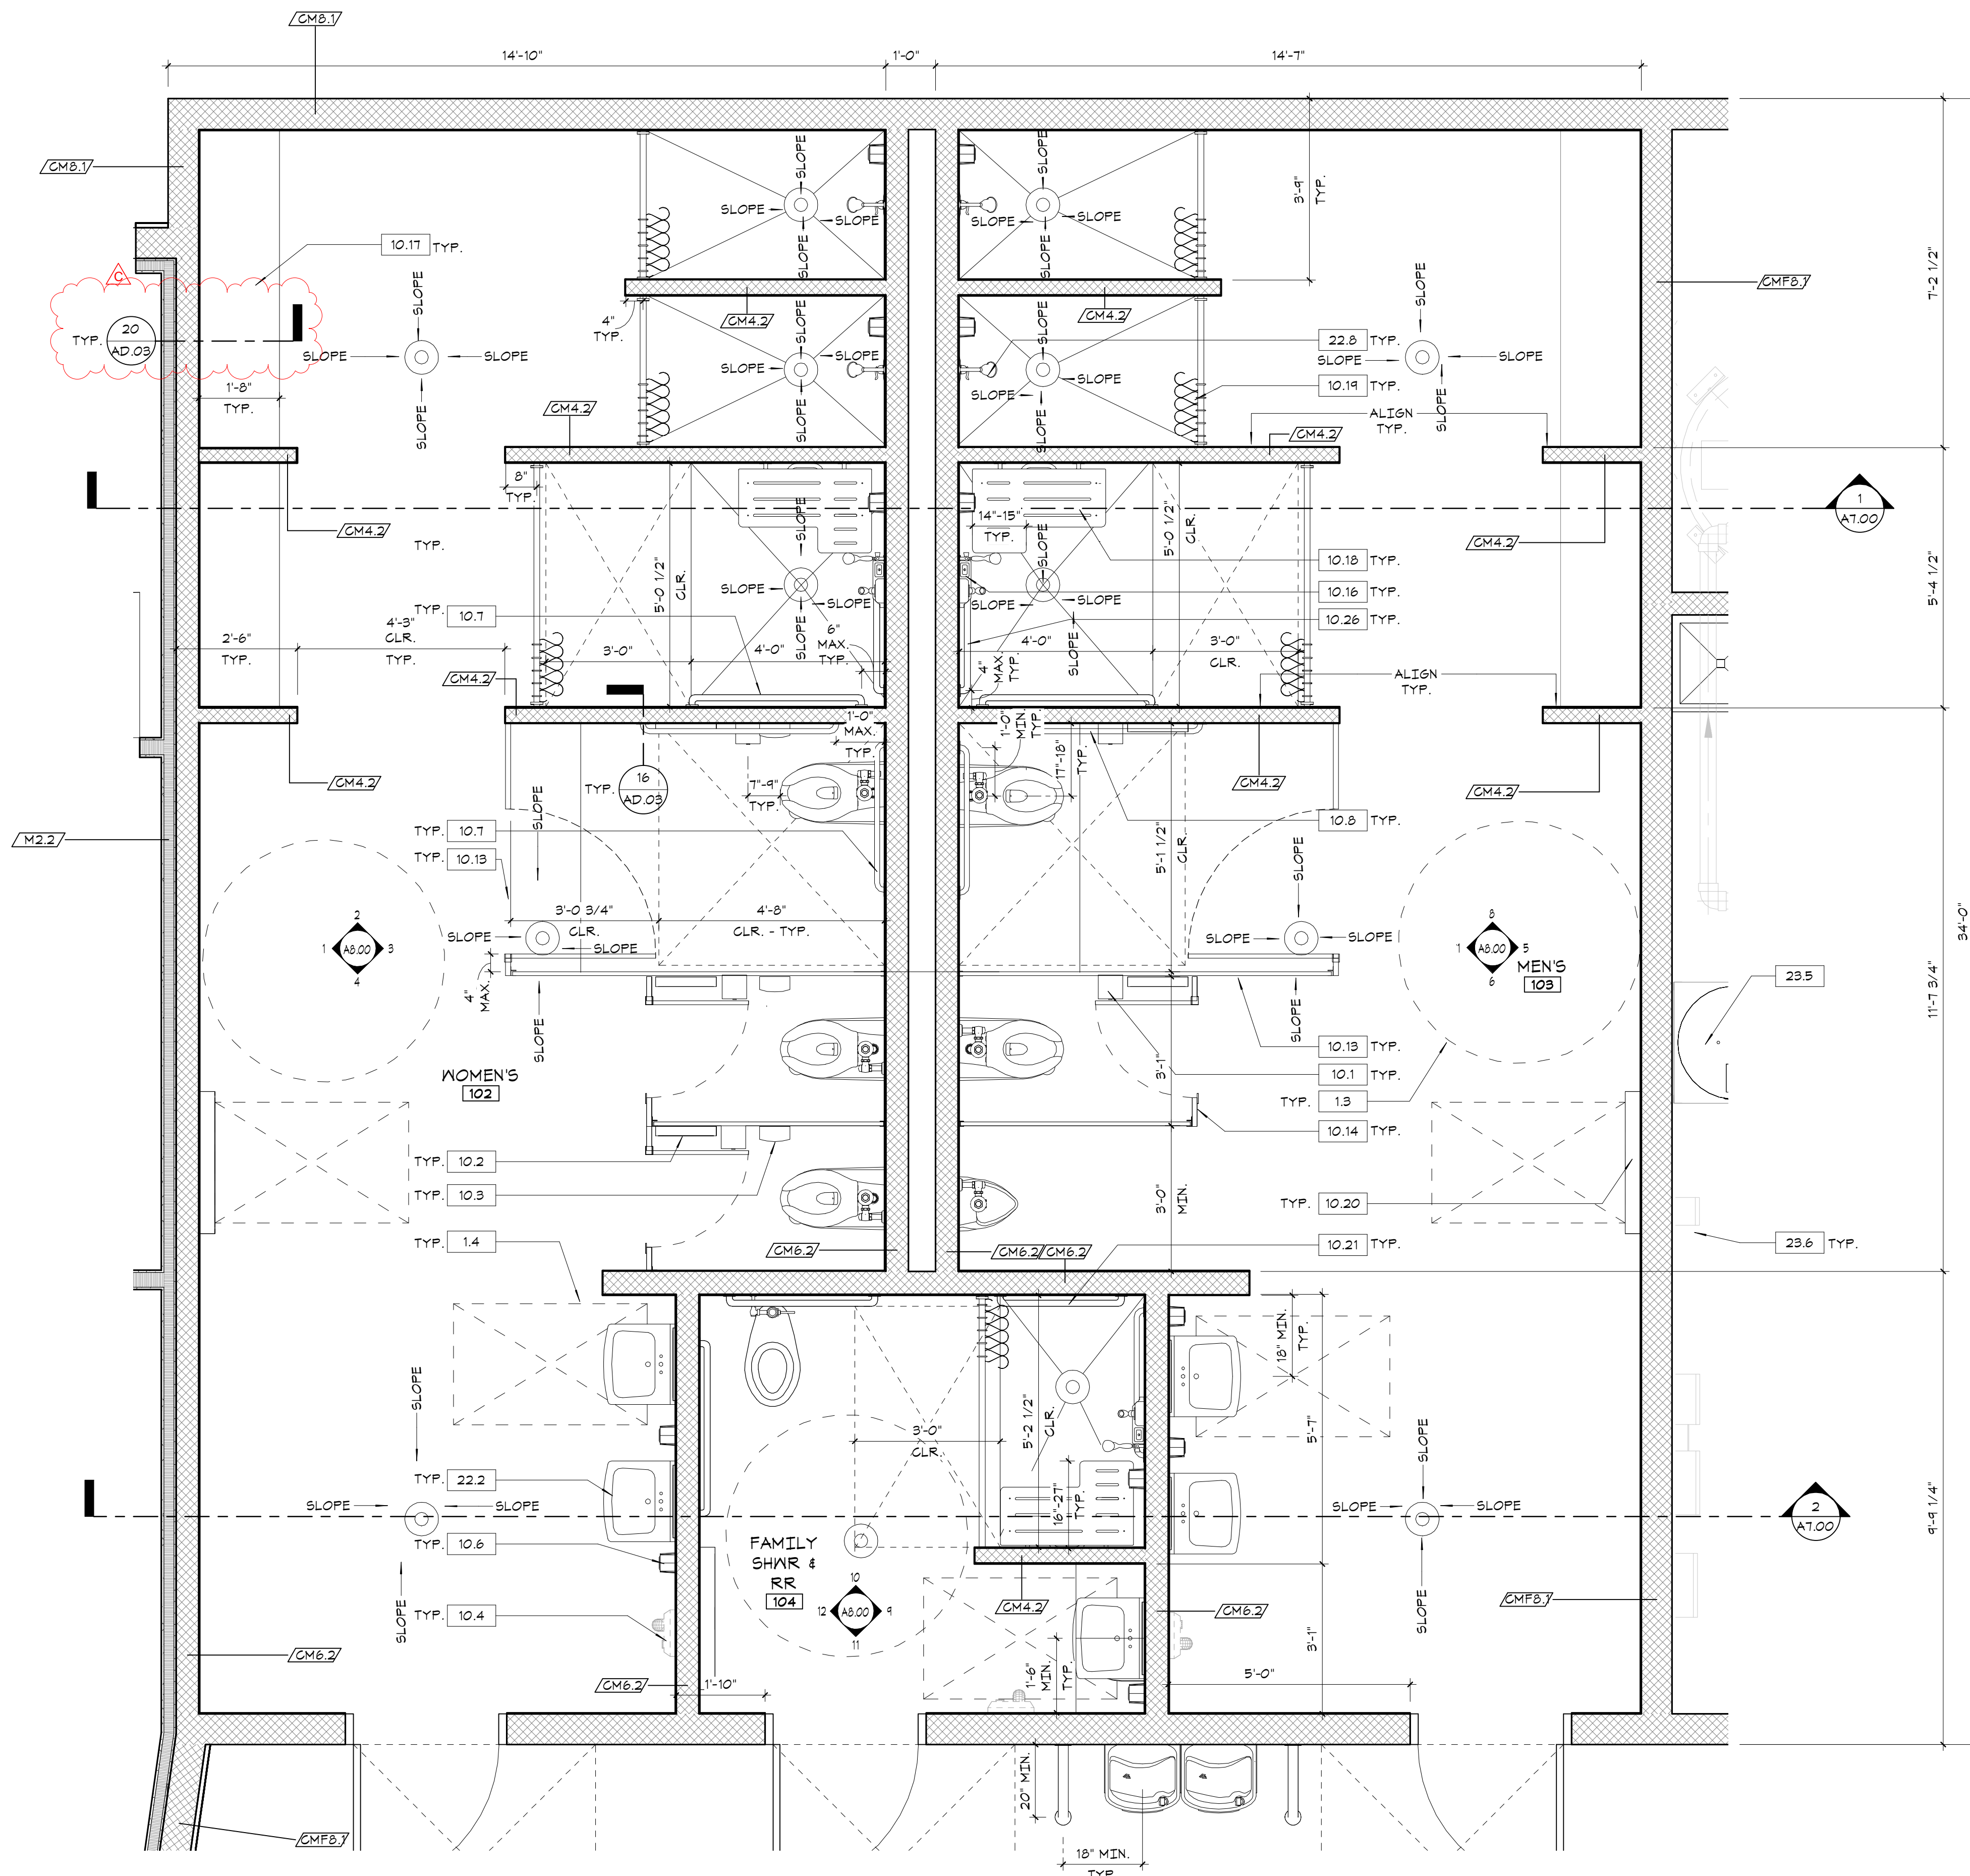 CM8.1
14'-10"
1'-0"
14'-7"
CM8.1
SLOPE
SLOPE
SLOPE
SLOPE
SLOPE
SLOPE
SLOPE
SLOPE
3'-9"
TYP.
7'-2 1/2"
C
10.17 TYP.
CMF8.1
20
AD.03
TYP.
SLOPE
SLOPE
SLOPE
SLOPE
4"
TYP.
CM4.2
CM4.2
SLOPE
SLOPE
SLOPE
SLOPE
SLOPE
SLOPE
SLOPE
SLOPE
22.8 TYP.
10.19 TYP.
SLOPE
SLOPE
SLOPE
SLOPE
1'-8"
TYP.
CM4.2
ALIGN
TYP.
CM4.2
8"
TYP.
1
A7.00
CM4.2
TYP.
CM4.2
SLOPE
SLOPE
SLOPE
SLOPE
14"-15"
TYP.
SLOPE
SLOPE
SLOPE
SLOPE
5'-0 1/2"
CLR.
5'-0 1/2"
CLR.
10.18 TYP.
10.16 TYP.
10.26 TYP.
5'-4 1/2"
TYP. 10.7
2'-6"
TYP.
4'-3"
CLR.
TYP.
3'-0"
4'-0"
6"
MAX.
TYP.
4'-0"
3'-0"
CLR.
4"
MAX.
TYP.
CM4.2
ALIGN
TYP.
1'-0"
MAX.
TYP.
1'-0"
MIN.
TYP.
17"-18"
TYP.
16
AD.03
TYP.
7"-9"
TYP.
CM4.2
CM4.2
CM4.2
M2.2
SLOPE
TYP. 10.7
TYP. 10.13
10.8 TYP.
5'-1 1/2"
CLR.
SLOPE
3'-0 3/4"
CLR.
4'-8"
CLR. - TYP.
34'-0"
1
2
3
4
A8.00
SLOPE
SLOPE
SLOPE
SLOPE
1
8
5
6
A8.00
MEN'S
103
4"
MAX.
SLOPE
SLOPE
23.5
11'-7 3/4"
WOMEN'S
102
3'-1"
10.13 TYP.
10.1 TYP.
TYP. 1.3
10.14 TYP.
TYP. 10.2
TYP. 10.3
3'-0"
MIN.
TYP. 10.20
TYP. 1.4
CM6.2
CM6.2
CM6.2
10.21 TYP.
23.6 TYP.
18" MIN.
TYP.
SLOPE
3'-0"
CLR.
5'-2 1/2"
CLR.
5'-7"
SLOPE
TYP. 22.2
SLOPE
SLOPE
16"-27"
TYP.
SLOPE
SLOPE
2
A7.00
9'-9 1/4"
TYP. 10.6
FAMILY
SHWR &
RR
104
10
12
9
11
A8.00
SLOPE
SLOPE
TYP. 10.4
CM4.2
CM6.2
CMF8.1
3'-1"
CM6.2
CM6.2
1'-10"
1'-6"
MIN.
TYP.
5'-0"
20" MIN.
CMF8.1
18" MIN.
TYP.